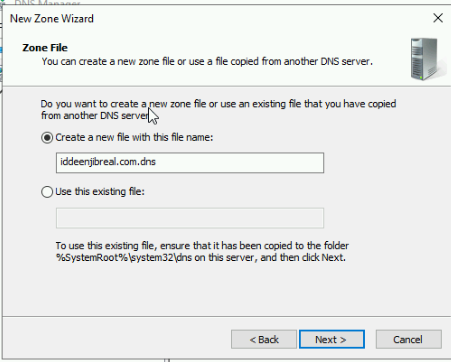 DNS Manager
New Zone Wizard
Zone File
You can create a new zone file or use a file copied from another DNS server.
Do you want to create a new zone file or use an existing file that you have copied
from another DNS server
Create a new file with this file name:
iddeenjibreal.com.dns
Use this existing file:
To use this existing file, ensure that it has been copied to the folder
%SystemRoot%\system32\dns on this server, and then click Next.
< Back
Next >
Cancel